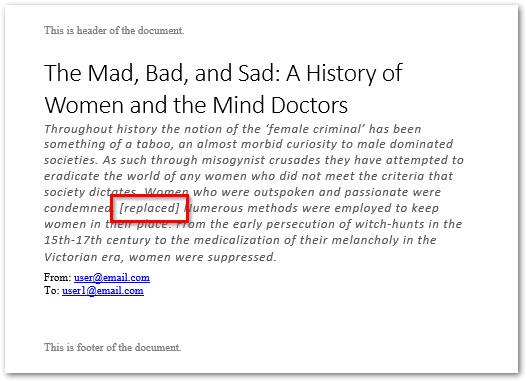 This is header of the document.
The Mad, Bad, and Sad: A History of
Women and the Mind Doctors
Throughout history the notion of the ‘female criminal’ has been
something of a taboo, an almost morbid curiosity to male dominated
societies. As such through misogynist crusades they have attempted to
eradicate the world of any women who did not meet the criteria that
society dictates. Women who were outspoken and passionate were
condemned. [replaced] Numerous methods were employed to keep
women in their place. From the early persecution of witch-hunts in the
15th-17th century to the medicalization of their melancholy in the
Victorian era, women were suppressed.
From: user@email.com
To: user1@email.com
This is footer of the document.